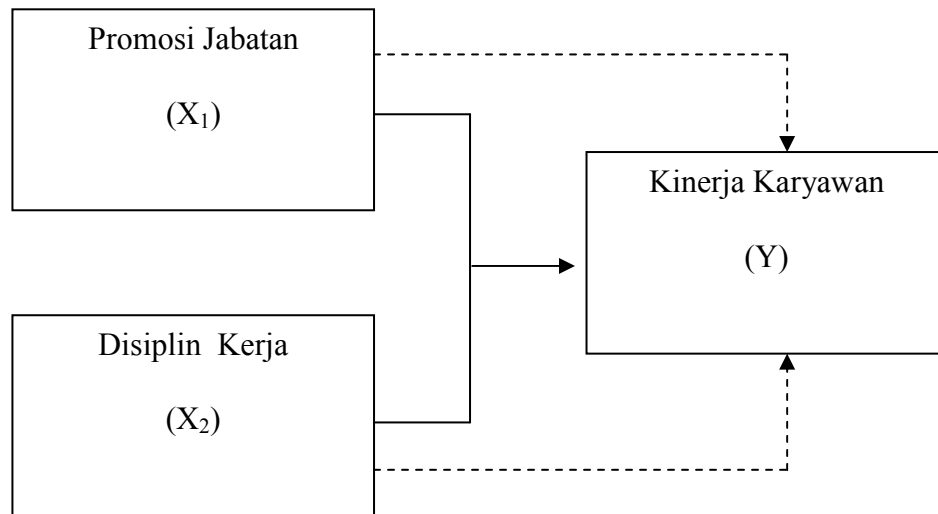 Promosi Jabatan
(X₁)
Kinerja Karyawan
(Y)
Disiplin  Kerja
(X₂)